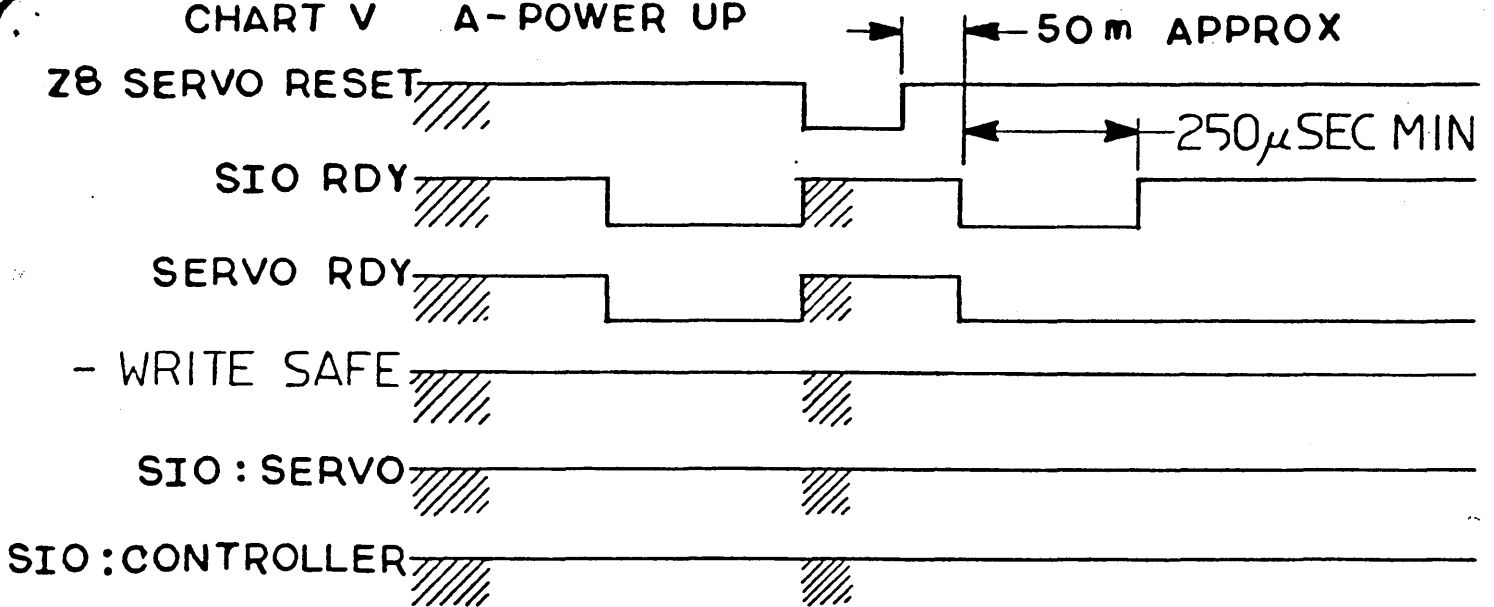 CHART V A-POWER UP
50 m APPROX
Z8 SERVO RESET
250µSEC MIN
SIO RDY
SERVO RDY
- WRITE SAFE
SIO:SERVO
SIO:CONTROLLER